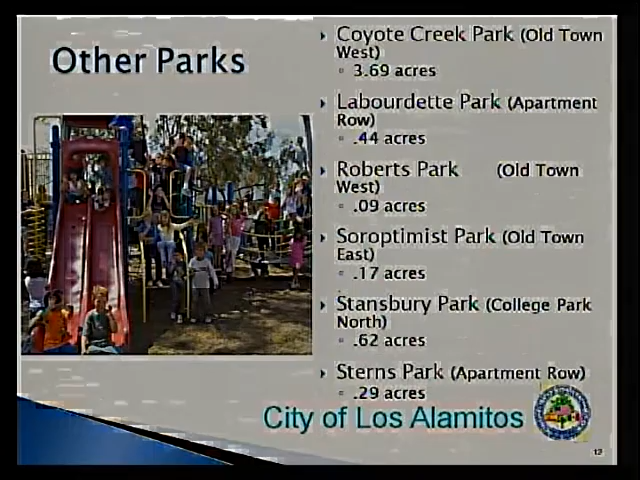 Other Parks
Coyote Creek Park (Old Town
West)
3.69 acres
Labourdette Park (Apartment
Row)
.44 acres
Roberts Park (Old Town
West)
.09 acres
Soroptimist Park (Old Town
East)
.17 acres
Stansbury Park (College Park
North)
.62 acres
Sterns Park (Apartment Row)
.29 acres
City of Los Alamitos
12